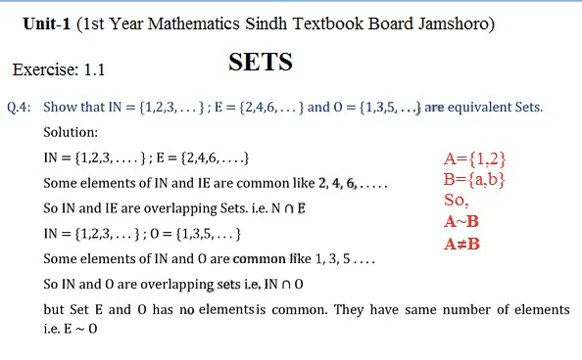 Unit-1 (1st Year Mathematics Sindh Textbook Board Jamshoro)
SETS
Exercise: 1.1
Q.4: Show that IN = {1,2,3, ... } ; E = {2,4,6, ... } and O = {1,3,5, ...} are equivalent Sets.
Solution:
IN = {1,2,3, .... } ; E = {2,4,6, ....}
Some elements of IN and IE are common like 2, 4, 6, .....
So IN and IE are overlapping Sets. i.e. N ∩ E
IN = {1,2,3, ... } ; O = {1,3,5, ... }
Some elements of IN and O are common like 1, 3, 5 ....
So IN and O are overlapping sets i.e. IN ∩ O
but Set E and O has no elements is common. They have same number of elements
i.e. E ~ O
A={1,2}
B={a,b}
So,
A~B
A≠B